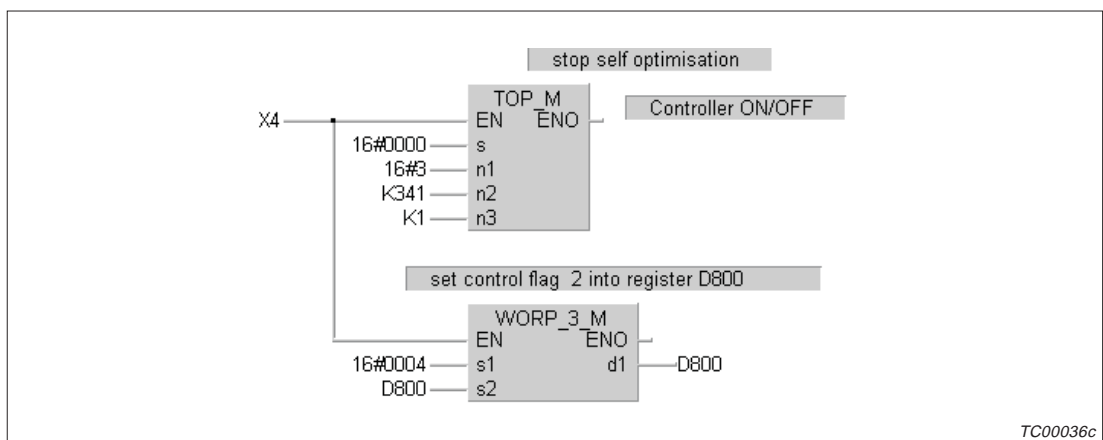 stop self optimisation
TOP_M
Controller ON/OFF
X4
EN ENO
16#0000 s
16#3 n1
K341 n2
K1 n3
set control flag 2 into register D800
WORP_3_M
EN ENO
16#0004 s1 d1 D800
D800 s2
TC00036c